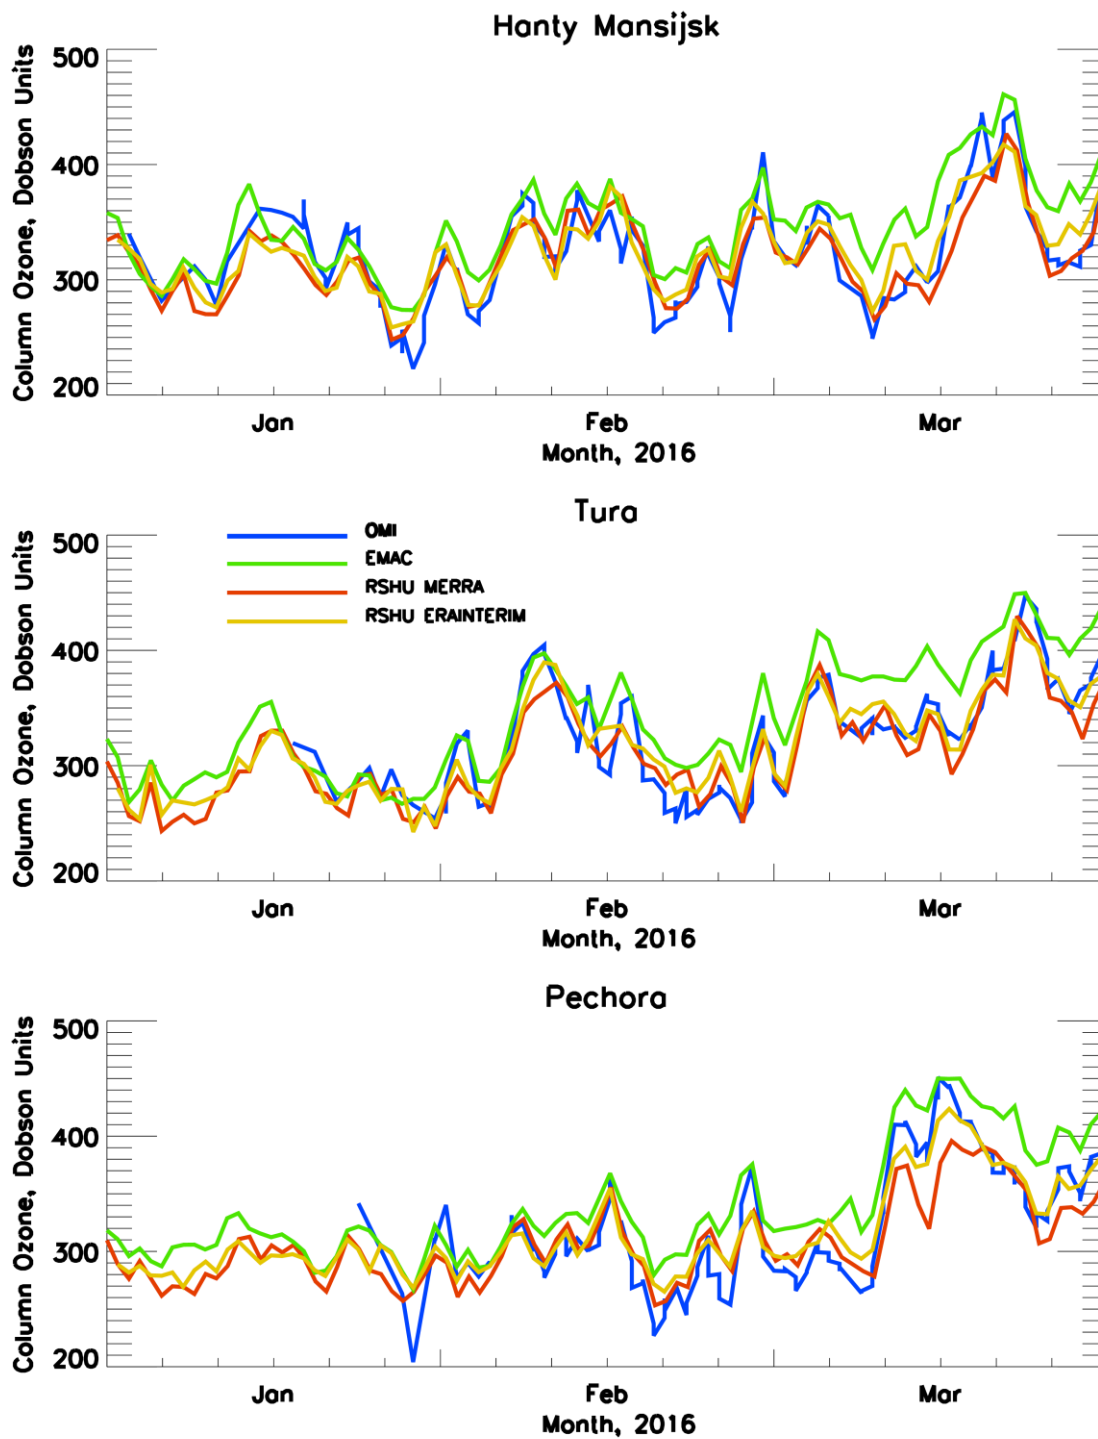 Hanty Mansijsk
Column Ozone, Dobson Units
500
400
300
200
Jan
Feb
Mar
Month, 2016
Tura
Column Ozone, Dobson Units
500
400
300
200
OMI
EMAC
RSHU MERRA
RSHU ERAINTERIM
Jan
Feb
Mar
Month, 2016
Pechora
Column Ozone, Dobson Units
500
400
300
200
Jan
Feb
Mar
Month, 2016